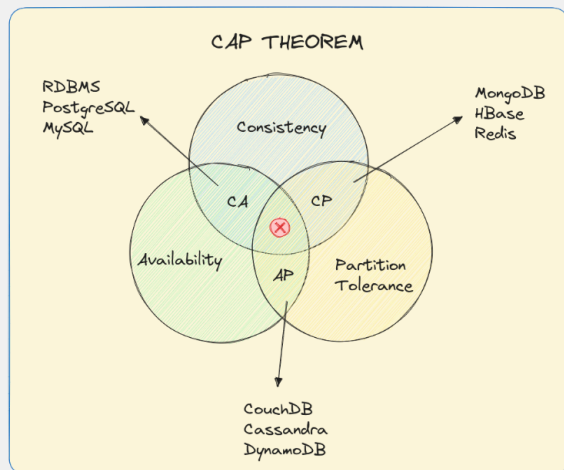 CAP THEOREM
RDBMS
PostgreSQL
MySQL
MongoDB
HBase
Redis
Consistency
CA
CP
Availability
AP
Partition
Tolerance
CouchDB
Cassandra
DynamoDB